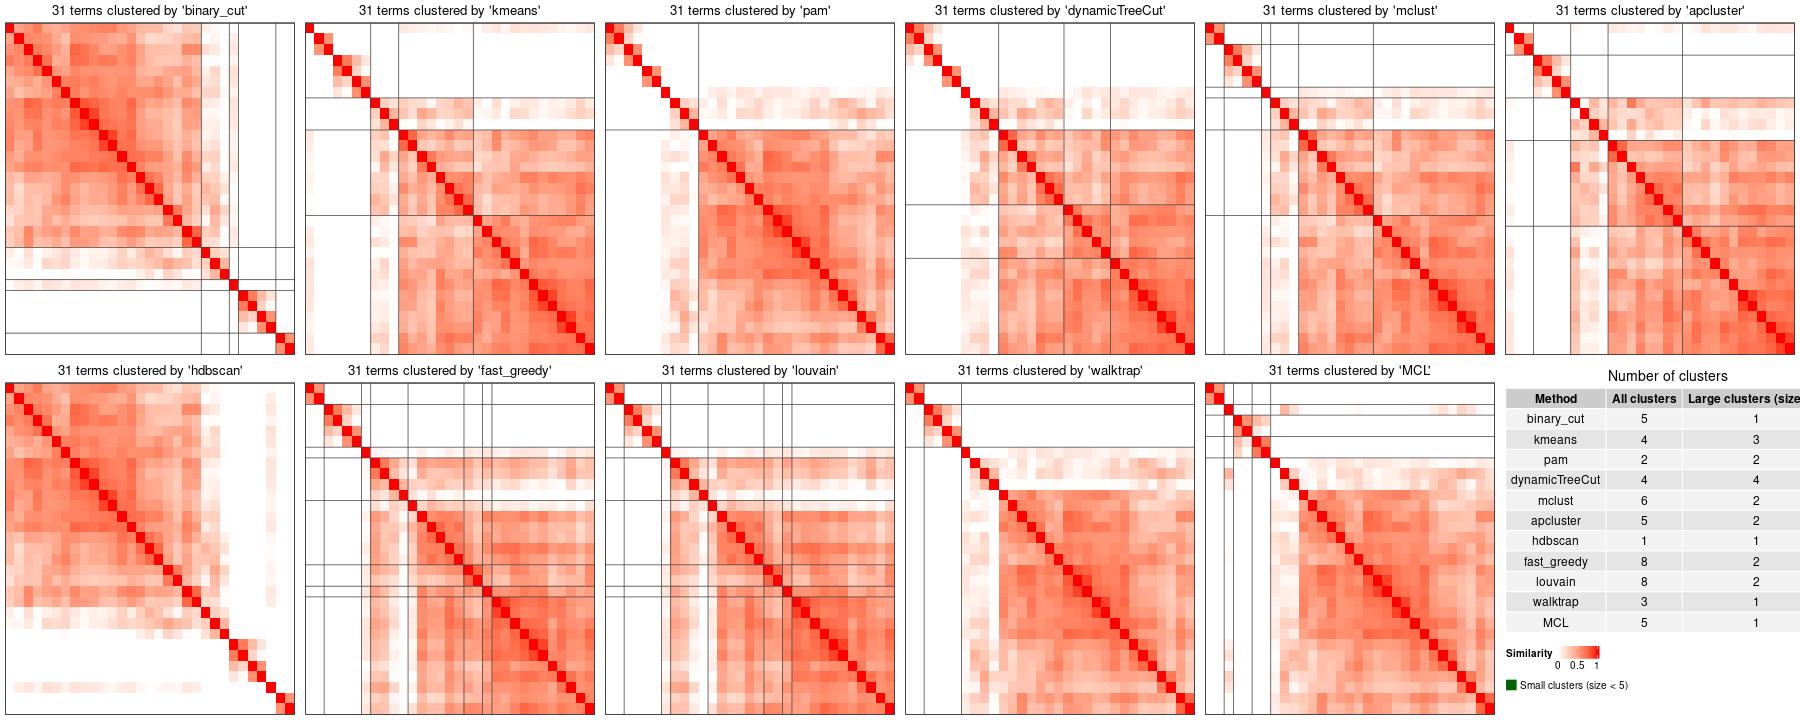 31 terms clustered by 'binary_cut'
31 terms clustered by 'kmeans'
31 terms clustered by 'pam'
31 terms clustered by 'dynamicTreeCut'
31 terms clustered by 'mclust'
31 terms clustered by 'apcluster'
31 terms clustered by 'hdbscan'
31 terms clustered by 'fast_greedy'
31 terms clustered by 'louvain'
31 terms clustered by 'walktrap'
31 terms clustered by 'MCL'
Number of clusters
Method All clusters Large clusters (size
binary_cut 5 1
kmeans 4 3
pam 2 2
dynamicTreeCut 4 4
mclust 6 2
apcluster 5 2
hdbscan 1 1
fast_greedy 8 2
louvain 8 2
walktrap 3 1
MCL 5 1
Similarity
0 0.5 1
Small clusters (size < 5)